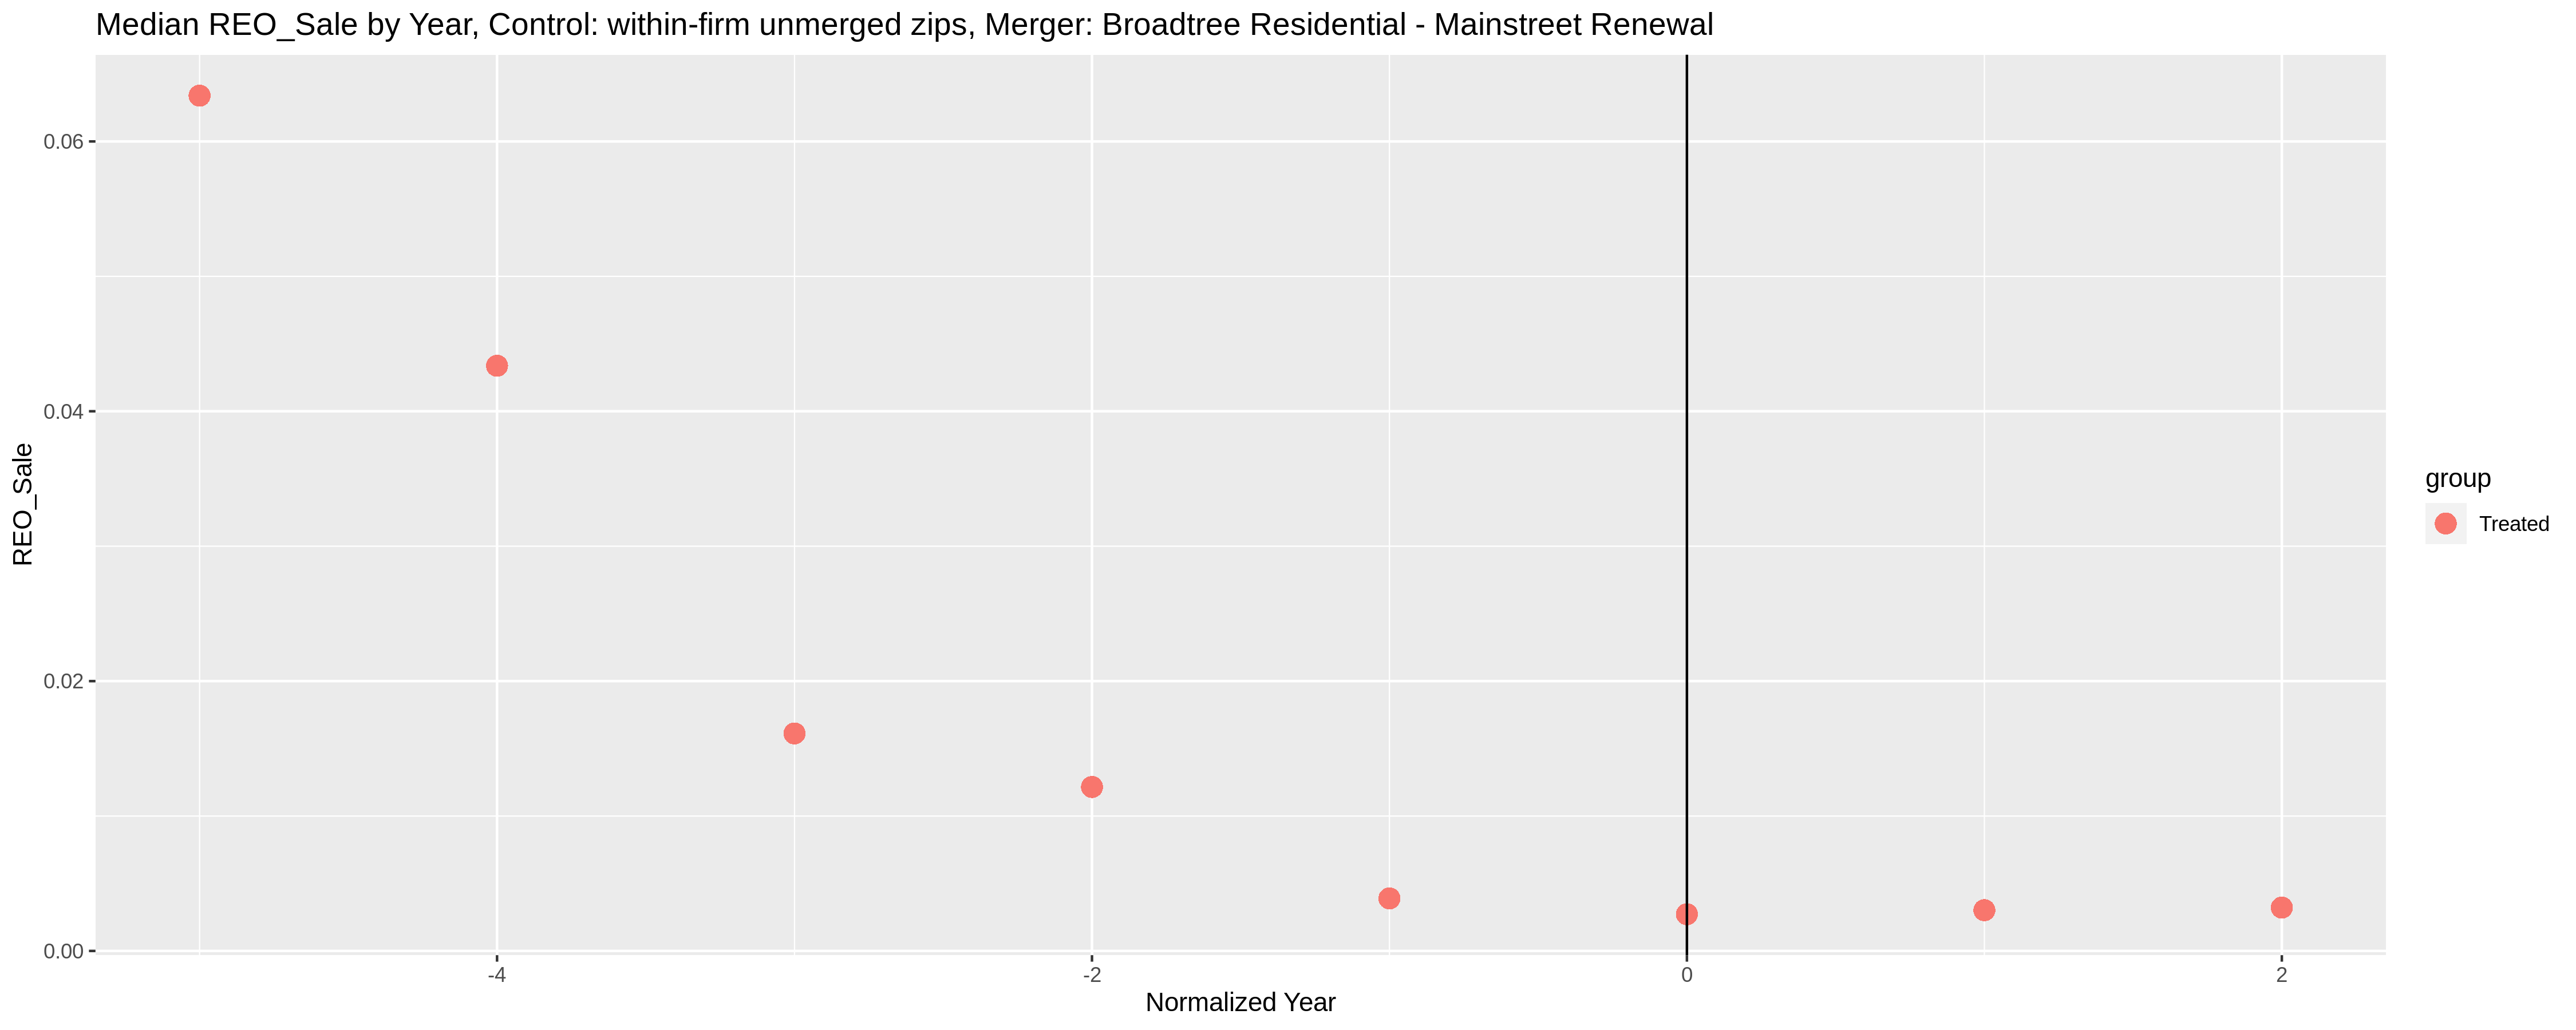 Median REO_Sale by Year, Control: within-firm unmerged zips, Merger: Broadtree Residential - Mainstreet Renewal
0.06
0.04
0.02
0.00
REO_Sale
-4
-2
0
2
Normalized Year
group
Treated